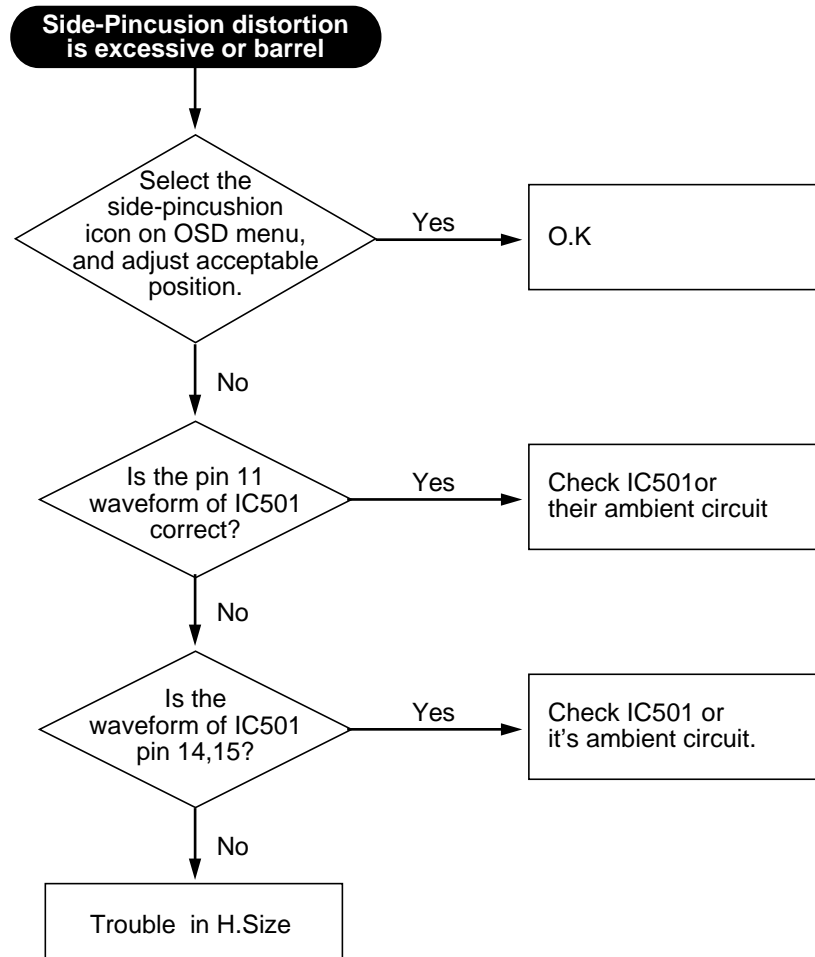 Side-Pincusion distortion
is excessive or barrel
Select the
side-pincushion
icon on OSD menu,
and adjust acceptable
position.
Yes
O.K
No
Is the pin 11
waveform of IC501
correct?
Yes
Check IC501or
their ambient circuit
No
Is the
waveform of IC501
pin 14,15?
Yes
Check IC501 or
it’s ambient circuit.
No
Trouble in H.Size